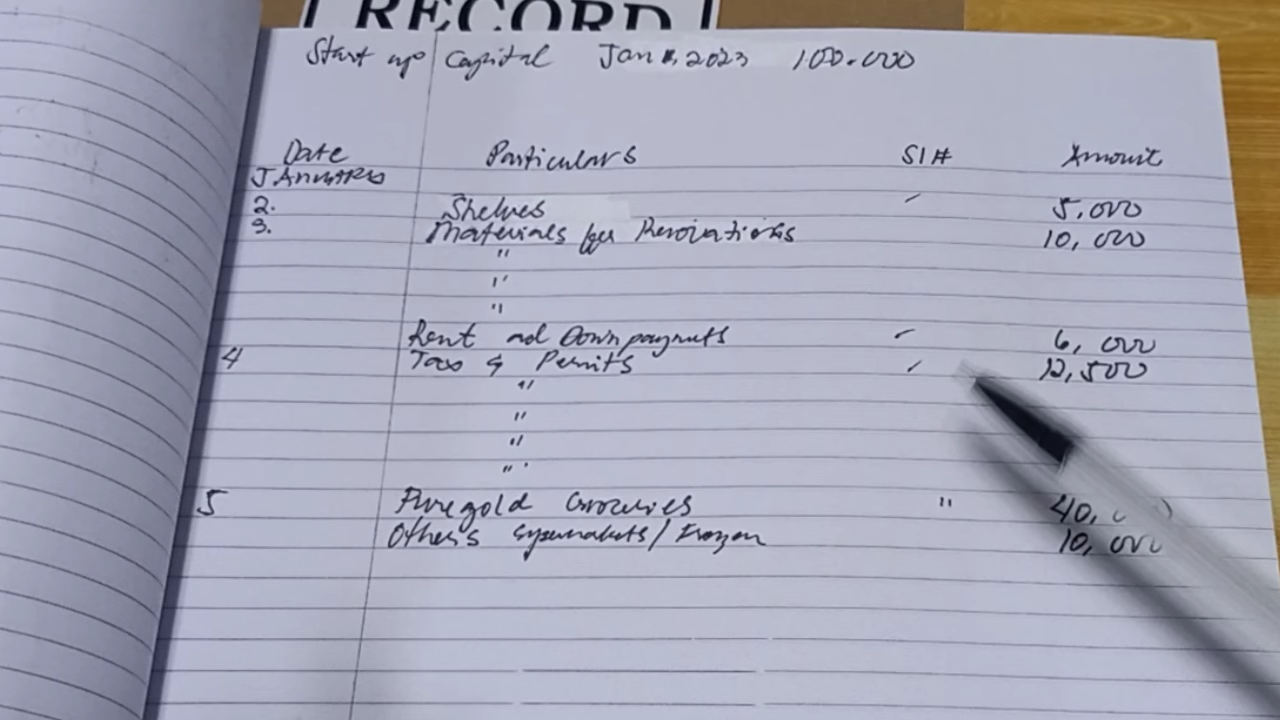 RECORD
Start up Capital Jan 1, 2023 100.000
Date Particulars SI# Amount
JANUARY
2. Shelves ✓ 5,000
3. Materials for Renovations 10,000
"
"
"
Rent and Down payments ✓ 6,000
4 Taxes & Permits ✓ 12,500
"
"
"
"
5 Puregold Groceries " 40,
Others Supermarkets/Frozen 10,000